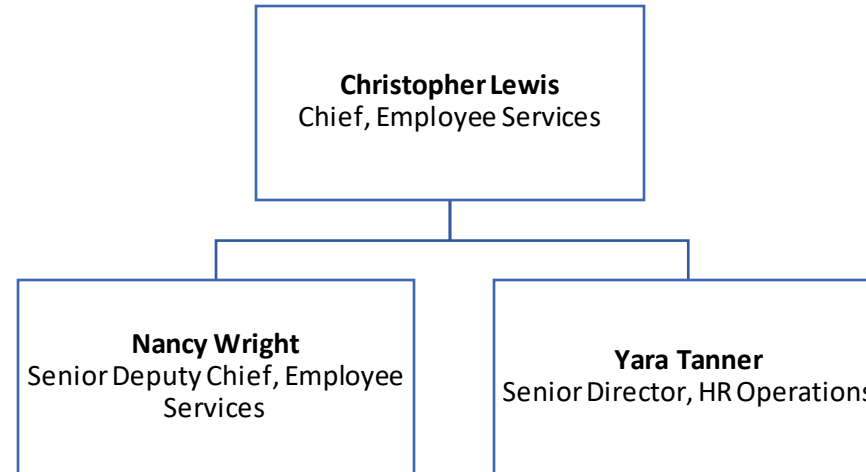 Christopher Lewis
Chief, Employee Services
Nancy Wright
Senior Deputy Chief, Employee
Services
Yara Tanner
Senior Director, HR Operations